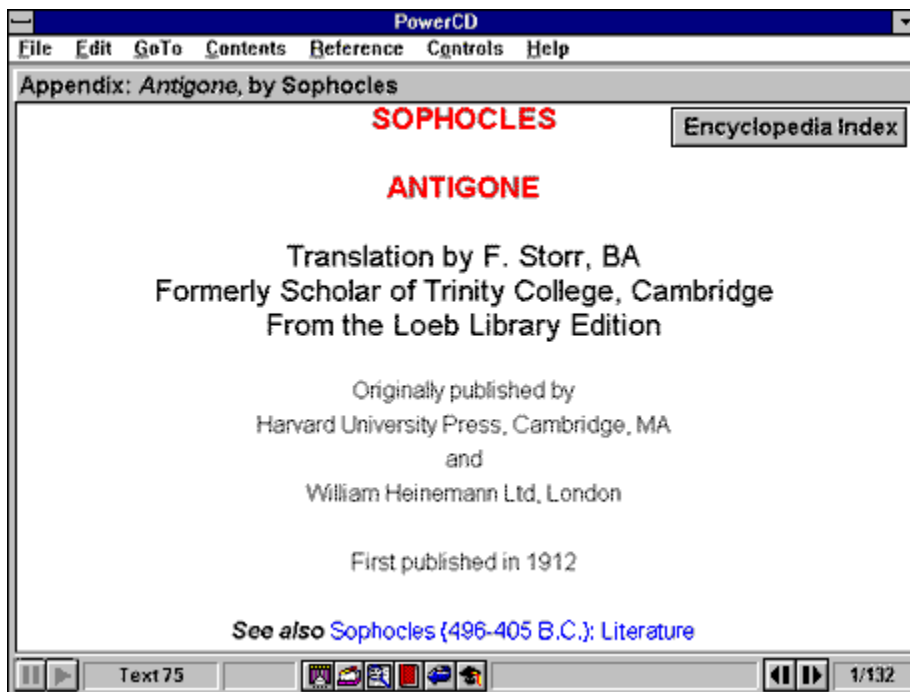 PowerCD
File Edit GoTo Contents Reference Controls Help
Appendix: Antigone, by Sophocles
SOPHOCLES
Encyclopedia Index
ANTIGONE
Translation by F. Storr, BA
Formerly Scholar of Trinity College, Cambridge
From the Loeb Library Edition
Originally published by
Harvard University Press, Cambridge, MA
and
William Heinemann Ltd, London
First published in 1912
See also Sophocles {496-405 B.C.}: Literature
Text 75
1/132